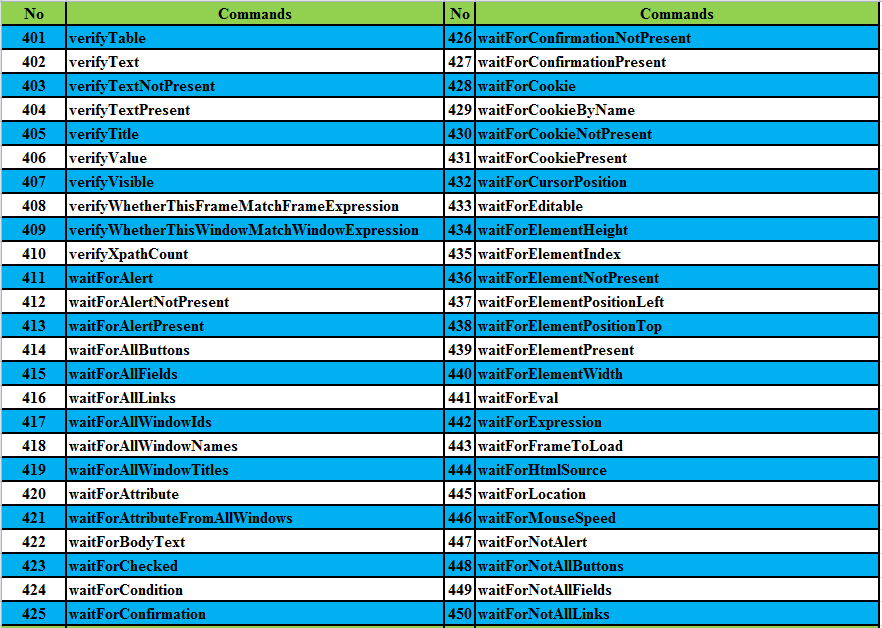 No Commands No Commands
401 verifyTable 426 waitForConfirmationNotPresent
402 verifyText 427 waitForConfirmationPresent
403 verifyTextNotPresent 428 waitForCookie
404 verifyTextPresent 429 waitForCookieByName
405 verifyTitle 430 waitForCookieNotPresent
406 verifyValue 431 waitForCookiePresent
407 verifyVisible 432 waitForCursorPosition
408 verifyWhetherThisFrameMatchFrameExpression 433 waitForEditable
409 verifyWhetherThisWindowMatchWindowExpression 434 waitForElementHeight
410 verifyXpathCount 435 waitForElementIndex
411 waitForAlert 436 waitForElementNotPresent
412 waitForAlertNotPresent 437 waitForElementPositionLeft
413 waitForAlertPresent 438 waitForElementPositionTop
414 waitForAllButtons 439 waitForElementPresent
415 waitForAllFields 440 waitForElementWidth
416 waitForAllLinks 441 waitForEval
417 waitForAllWindowIds 442 waitForExpression
418 waitForAllWindowNames 443 waitForFrameToLoad
419 waitForAllWindowTitles 444 waitForHtmlSource
420 waitForAttribute 445 waitForLocation
421 waitForAttributeFromAllWindows 446 waitForMouseSpeed
422 waitForBodyText 447 waitForNotAlert
423 waitForChecked 448 waitForNotAllButtons
424 waitForCondition 449 waitForNotAllFields
425 waitForConfirmation 450 waitForNotAllLinks